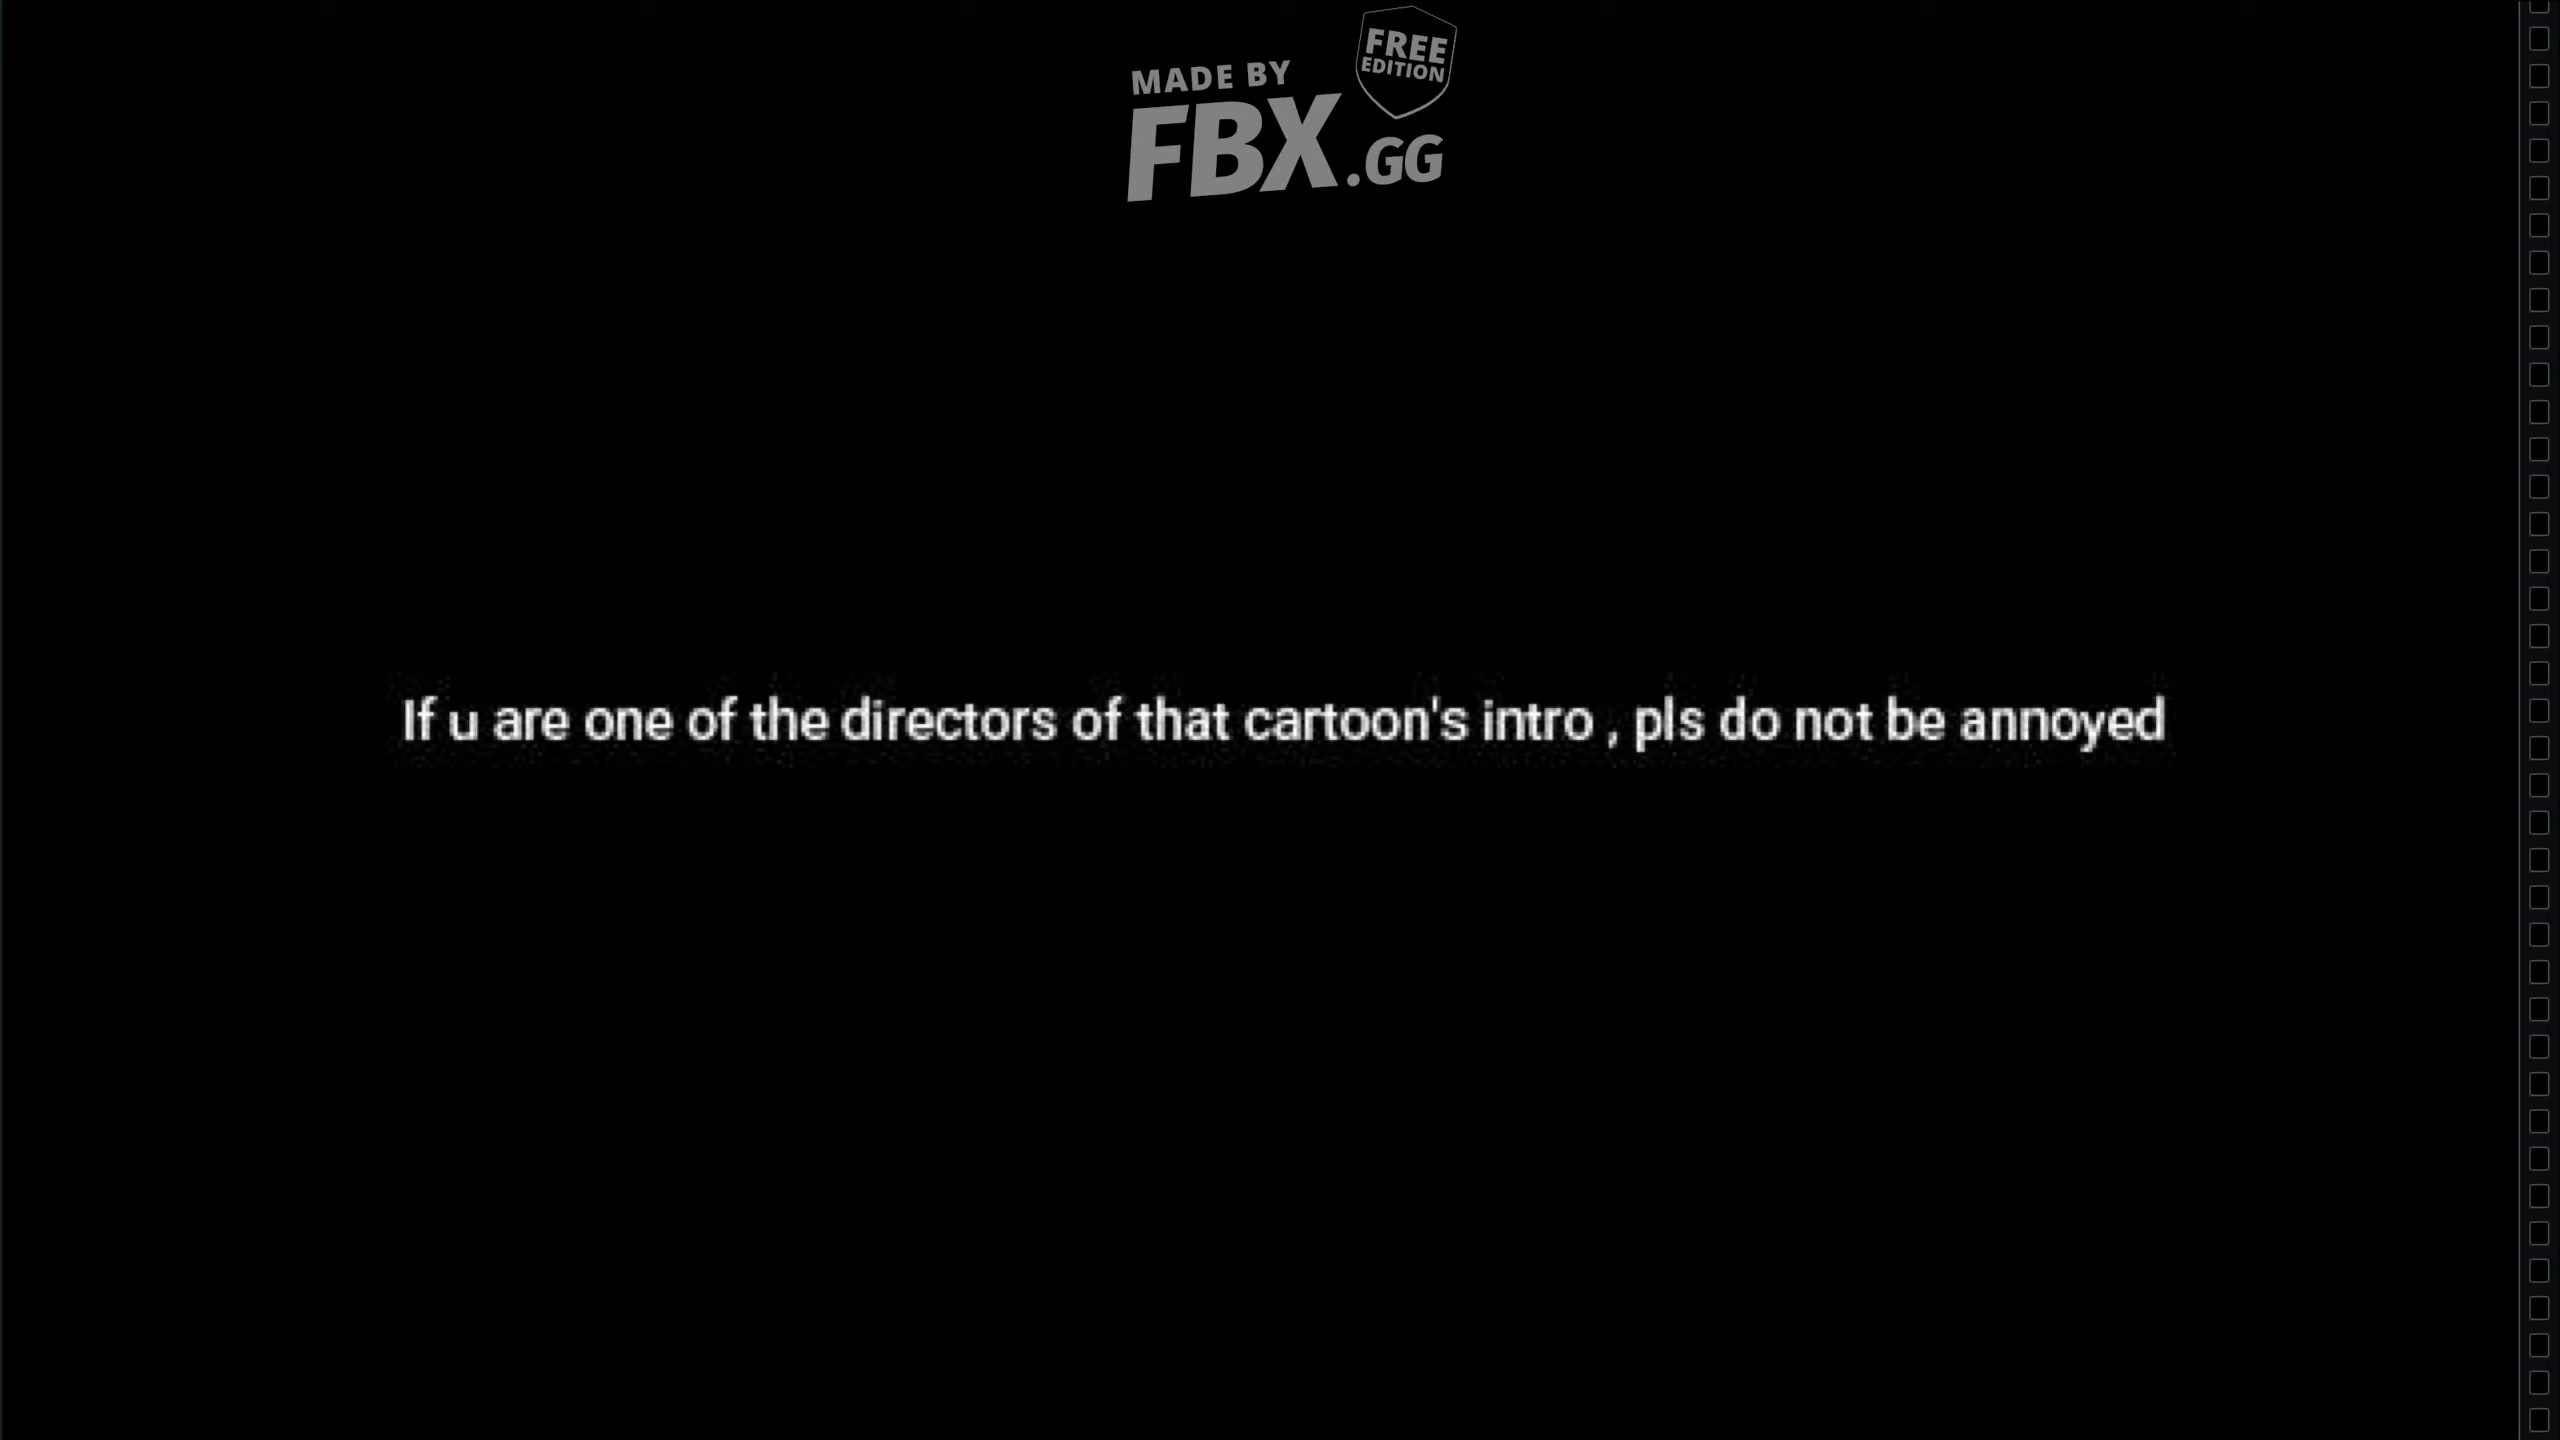 FREE
EDITION
MADE BY
FBX.GG
If u are one of the directors of that cartoon's intro , pls do not be annoyed